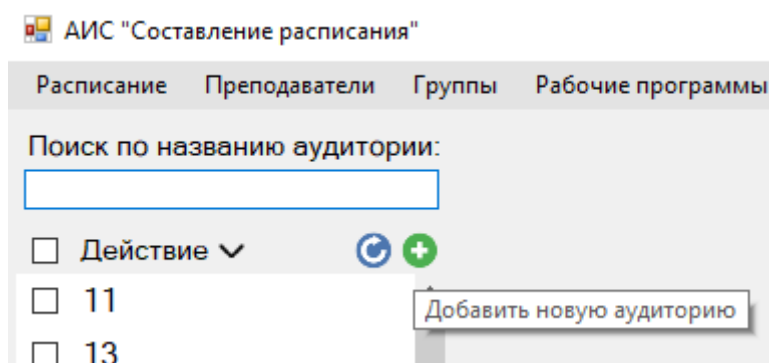 АИС "Составление расписания"
Расписание Преподаватели Группы Рабочие программы
Поиск по названию аудитории:
Действие
11
Добавить новую аудиторию
13